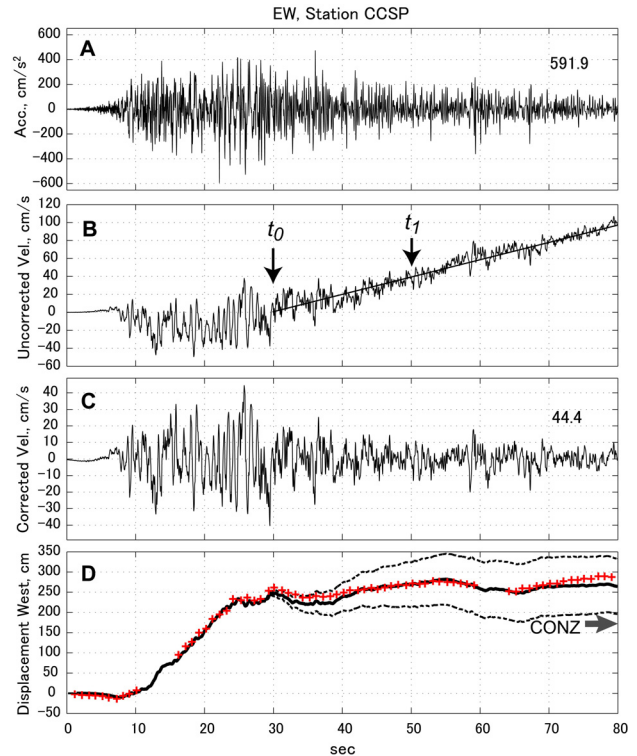 EW, Station CCSP
A
591.9
Acc., cm/s²
600
400
200
0
-200
-400
-600
B
t₀
t₁
Uncorrected Vel., cm/s
120
100
80
60
40
20
0
-20
-40
-60
C
44.4
Corrected Vel., cm/s
40
30
20
10
0
-10
-20
-30
-40
D
CONZ
Displacement West, cm
350
300
250
200
150
100
50
0
-50
0 10 20 30 40 50 60 70 80
sec